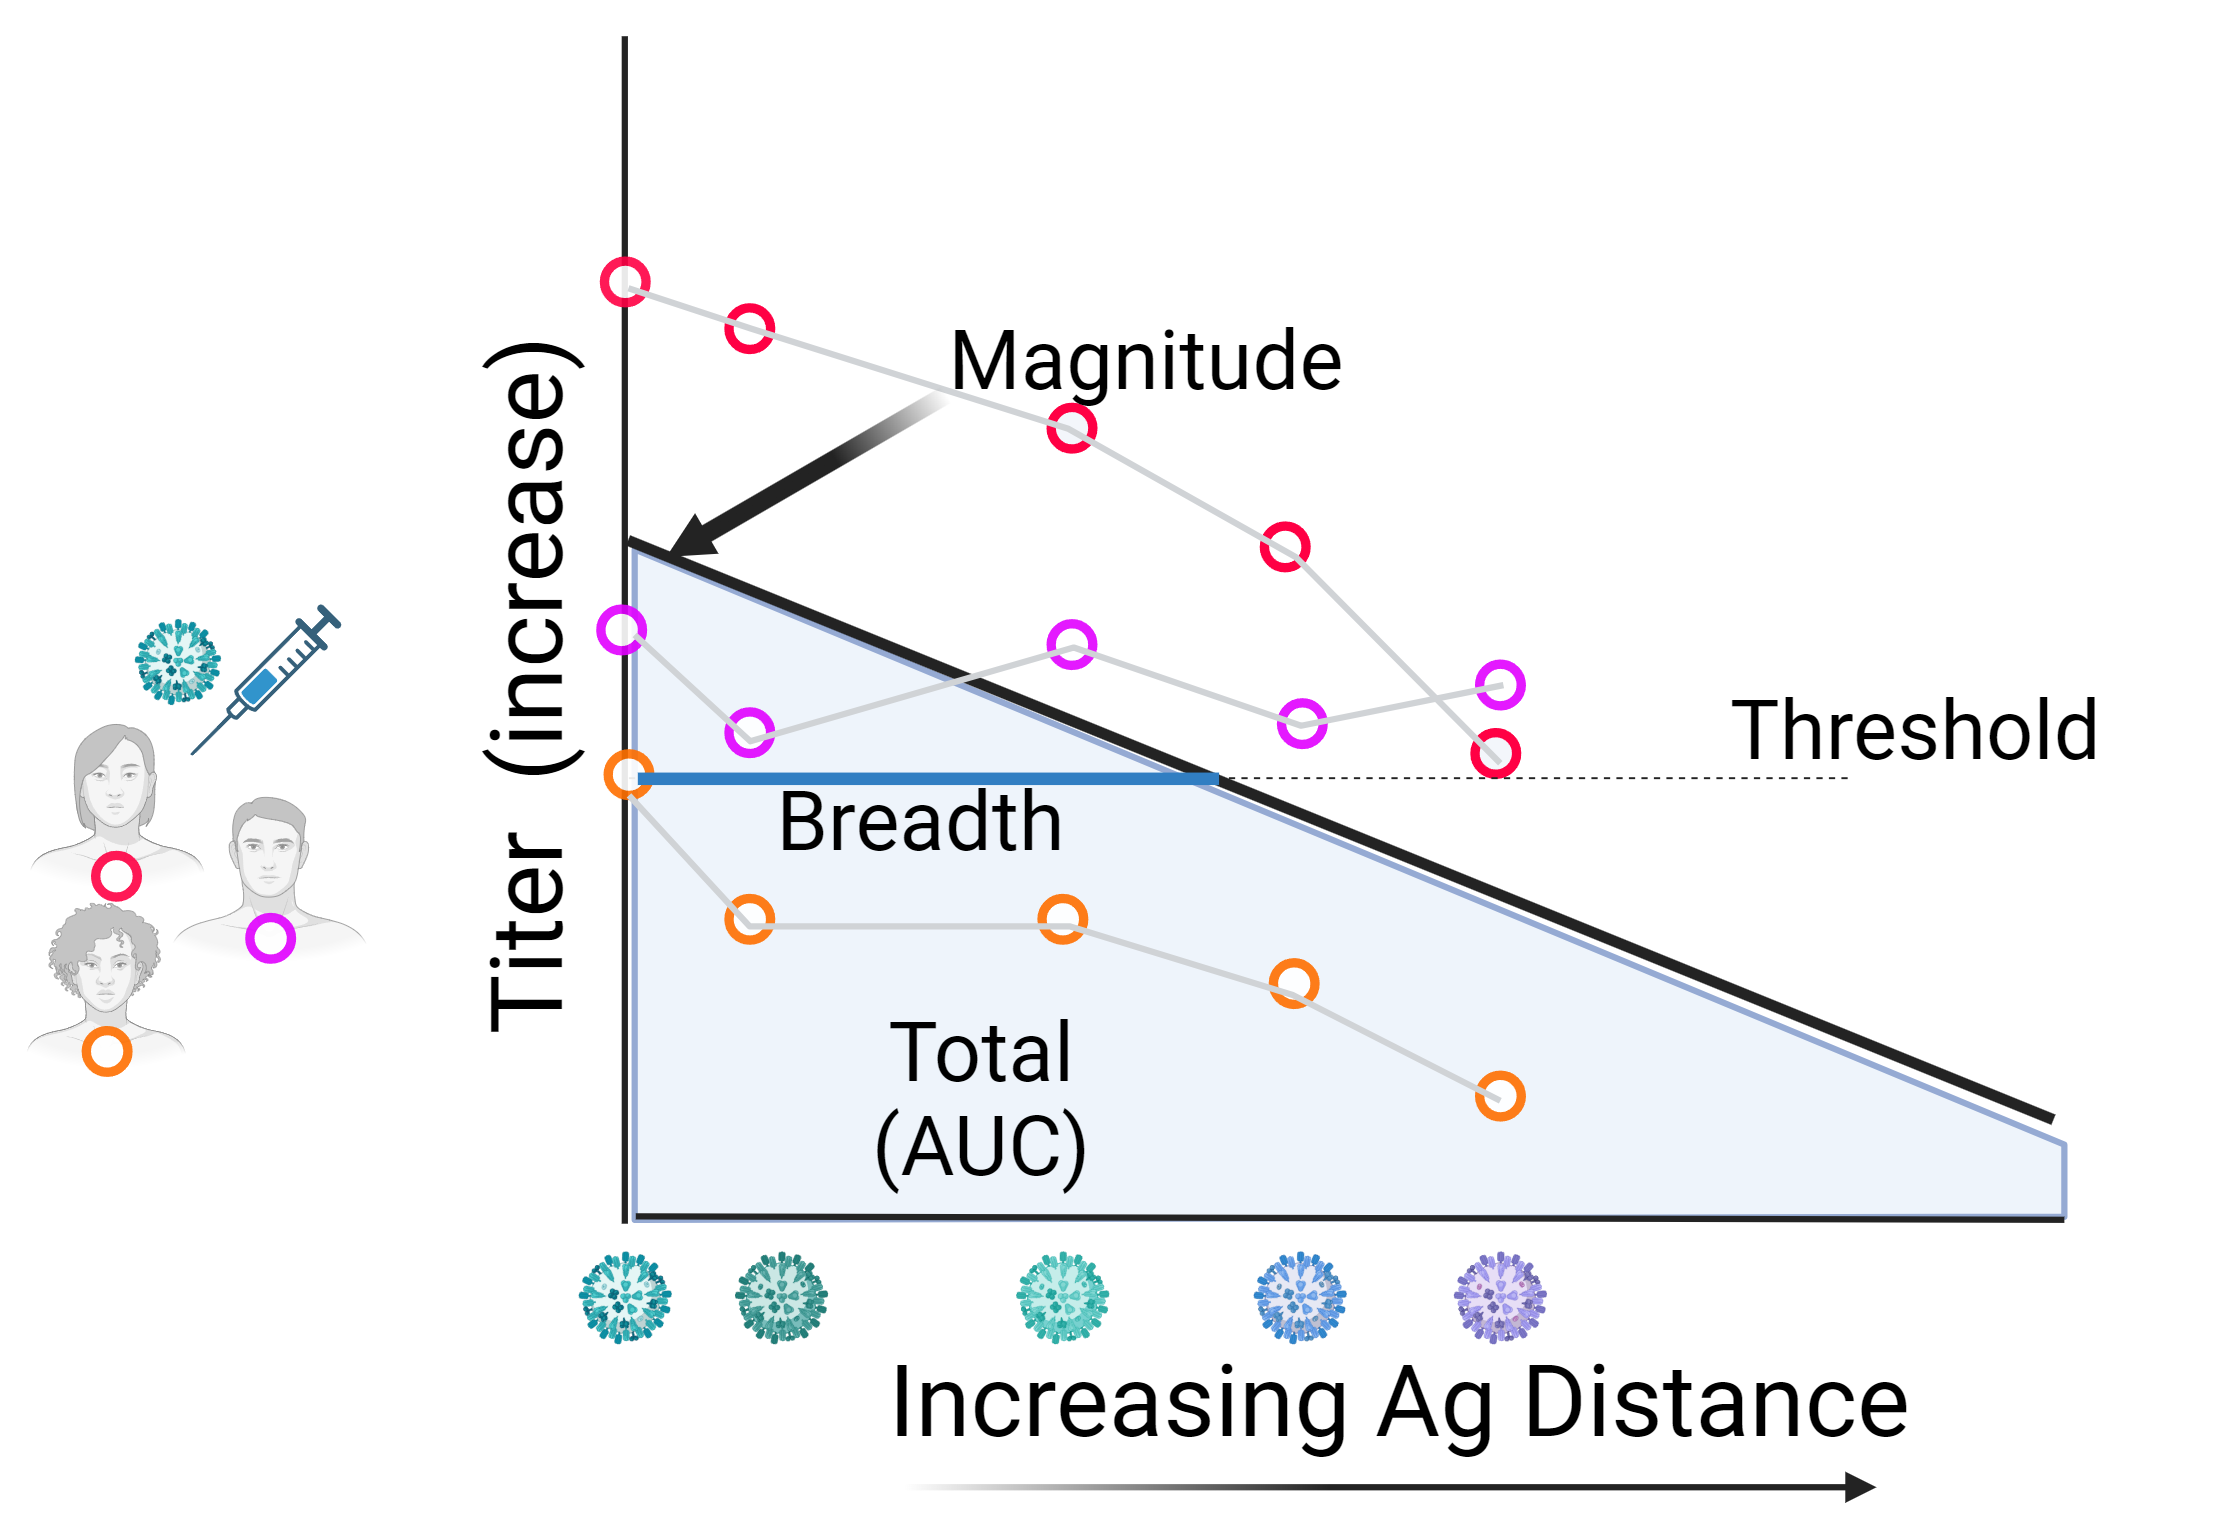 Titer (increase)
Magnitude
Threshold
Breadth
Total
(AUC)
Increasing Ag Distance